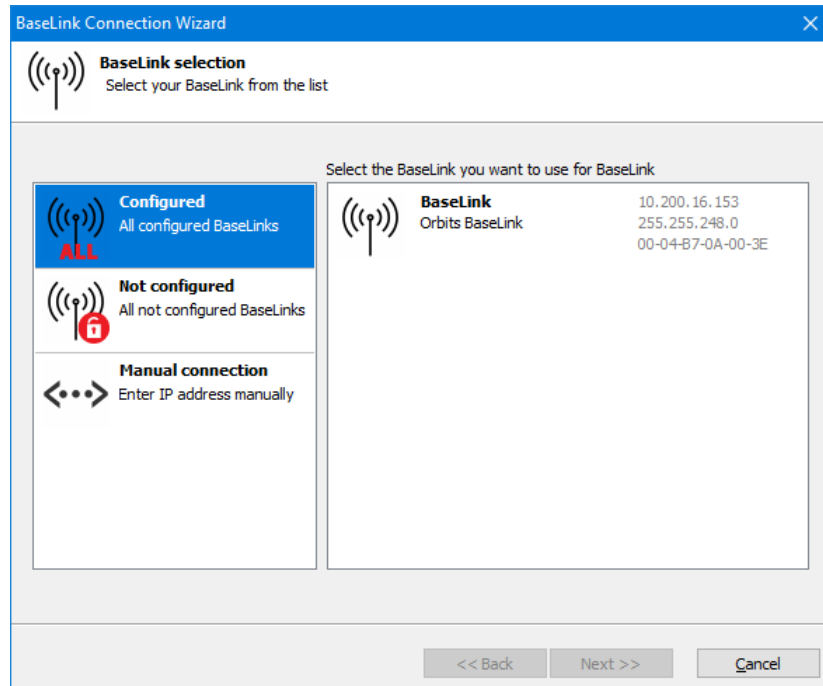 BaseLink Connection Wizard
BaseLink selection
Select your BaseLink from the list
Select the BaseLink you want to use for BaseLink
Configured
All configured BaseLinks
ALL
Not configured
All not configured BaseLinks
Manual connection
Enter IP address manually
BaseLink
Orbits BaseLink
10.200.16.153
255.255.248.0
00-04-B7-0A-00-3E
<< Back
Next >>
Cancel